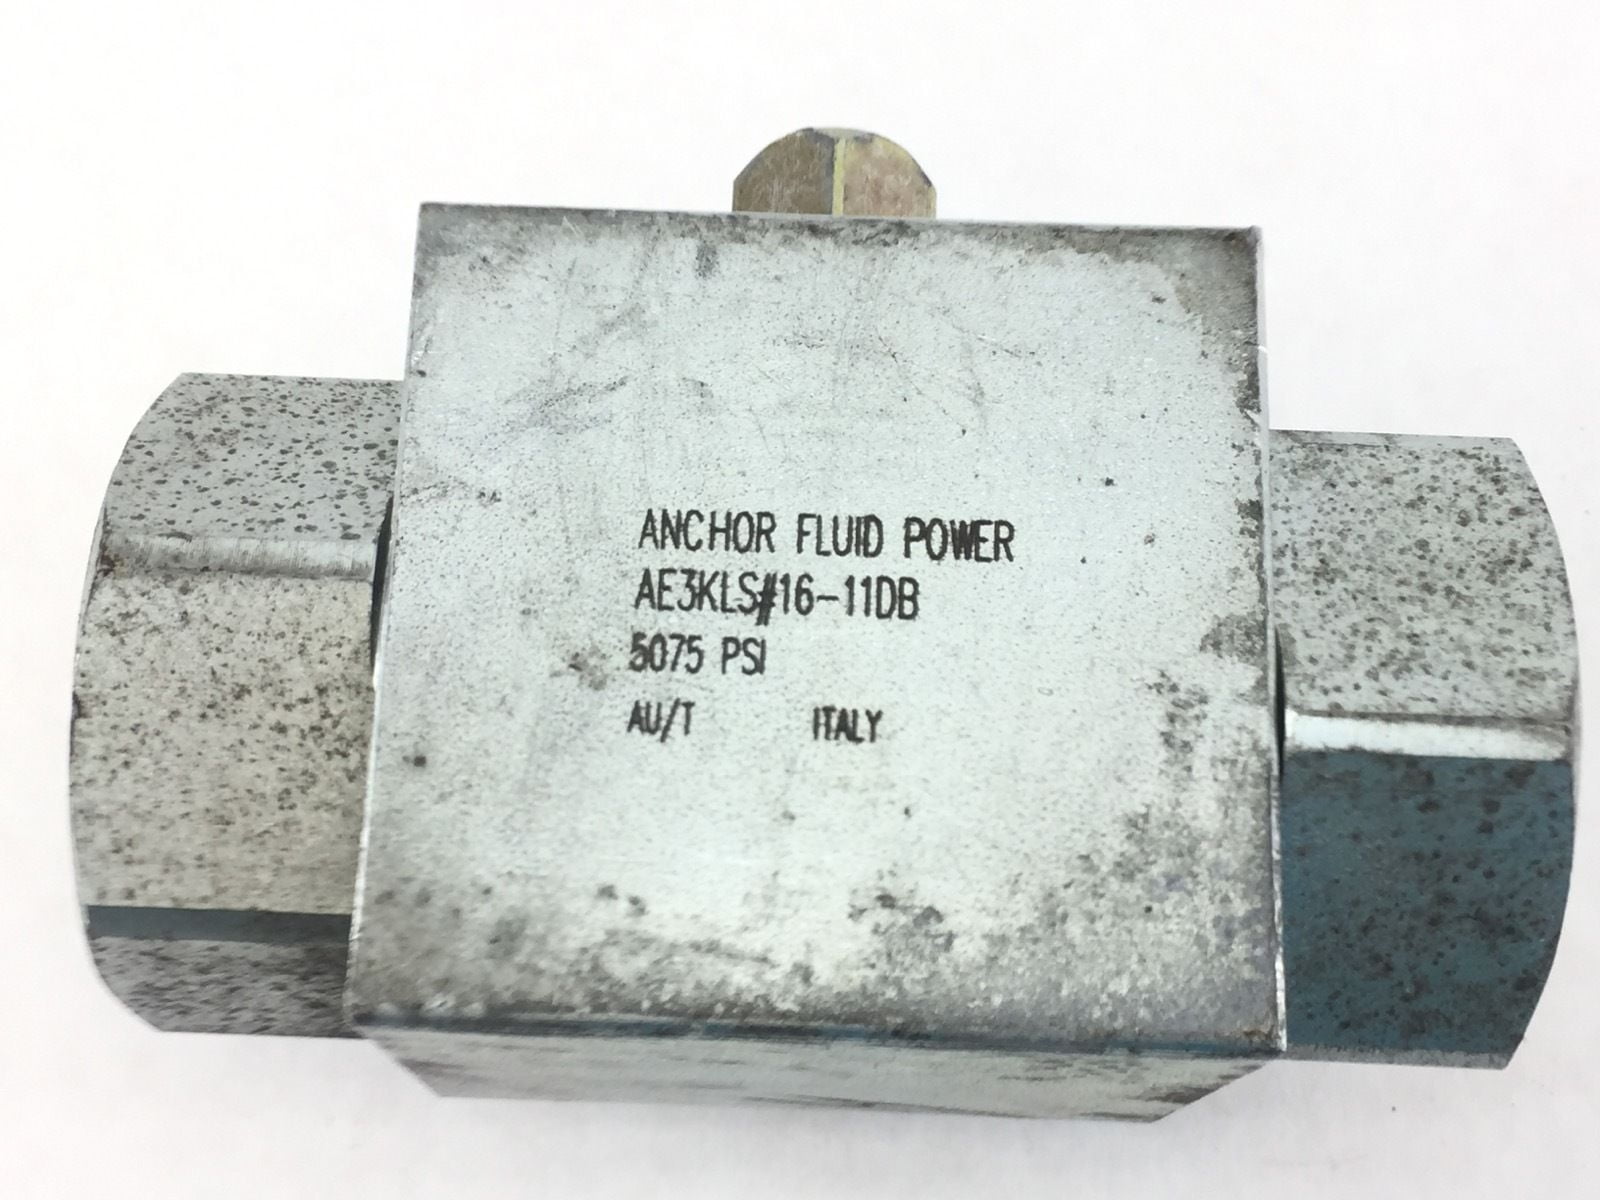 ANCHOR FLUID POWER
AE3KLS#16-11DB
5075 PSI
AU/T ITALY